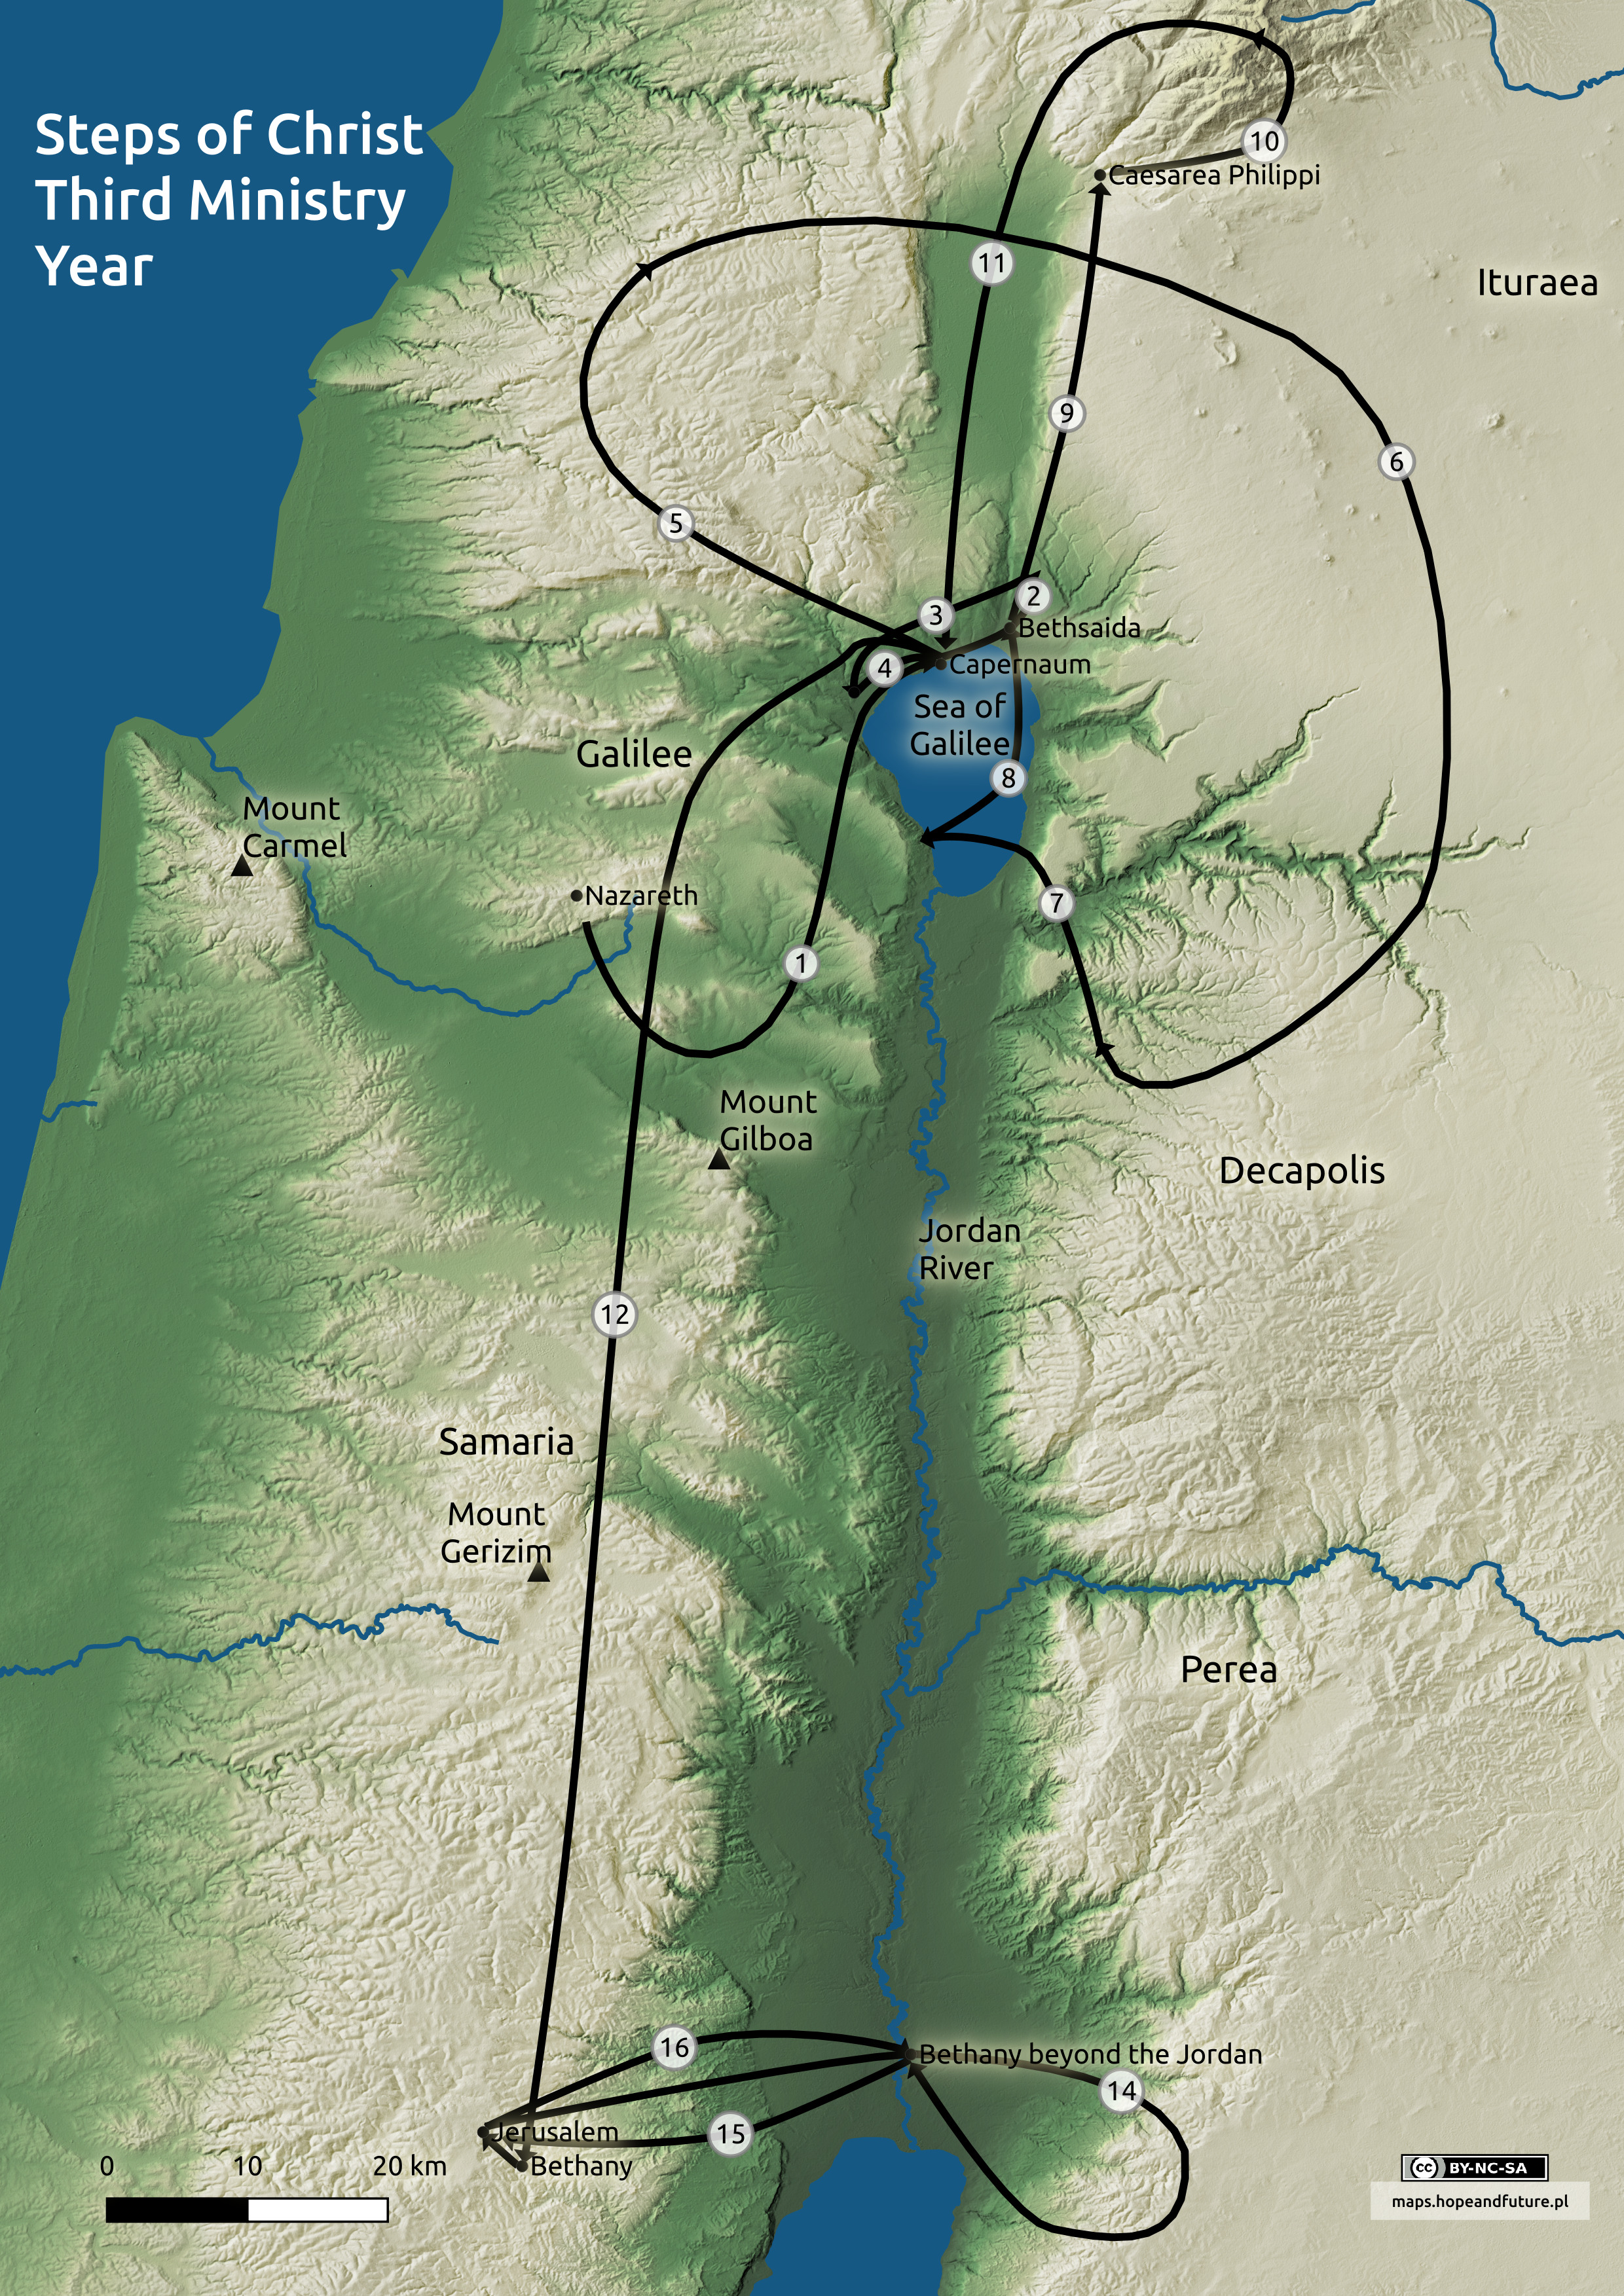 Steps of Christ
Third Ministry
Year
10
Caesarea Philippi
11
Ituraea
9
6
5
2
3
Bethsaida
4
Capernaum
Sea of
Galilee
Galilee
8
Mount
Carmel
Nazareth
7
1
Mount
Gilboa
Decapolis
Jordan
River
12
Samaria
Mount
Gerizim
Perea
16
Bethany beyond the Jordan
14
15
Jerusalem
Bethany
0 10 20 km
cc BY-NC-SA
maps.hopeandfuture.pl